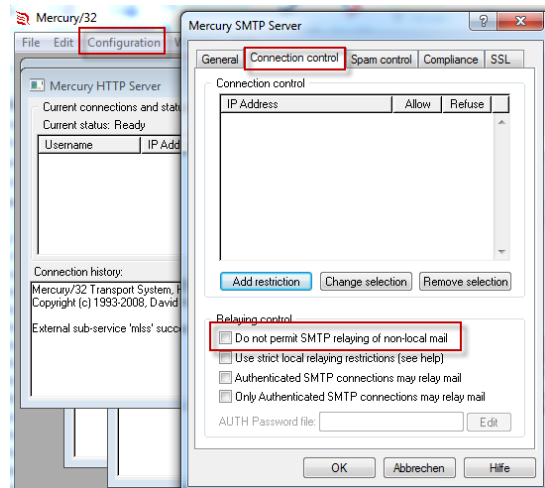 Mercury/32
File Edit Configuration
Mercury HTTP Server
Current connections and statu
Current status: Ready
Username IP Add
Connection history:
Mercury/32 Transport System, H
Copyright (c) 1993-2008, David
External sub-service 'mlss' succe
Mercury SMTP Server
General Connection control Spam control Compliance SSL
Connection control
IP Address Allow Refuse
Add restriction Change selection Remove selection
Relaying control
Do not permit SMTP relaying of non-local mail
Use strict local relaying restrictions (see help)
Authenticated SMTP connections may relay mail
Only Authenticated SMTP connections may relay mail
AUTH Password file: Edit
OK Abbrechen Hilfe